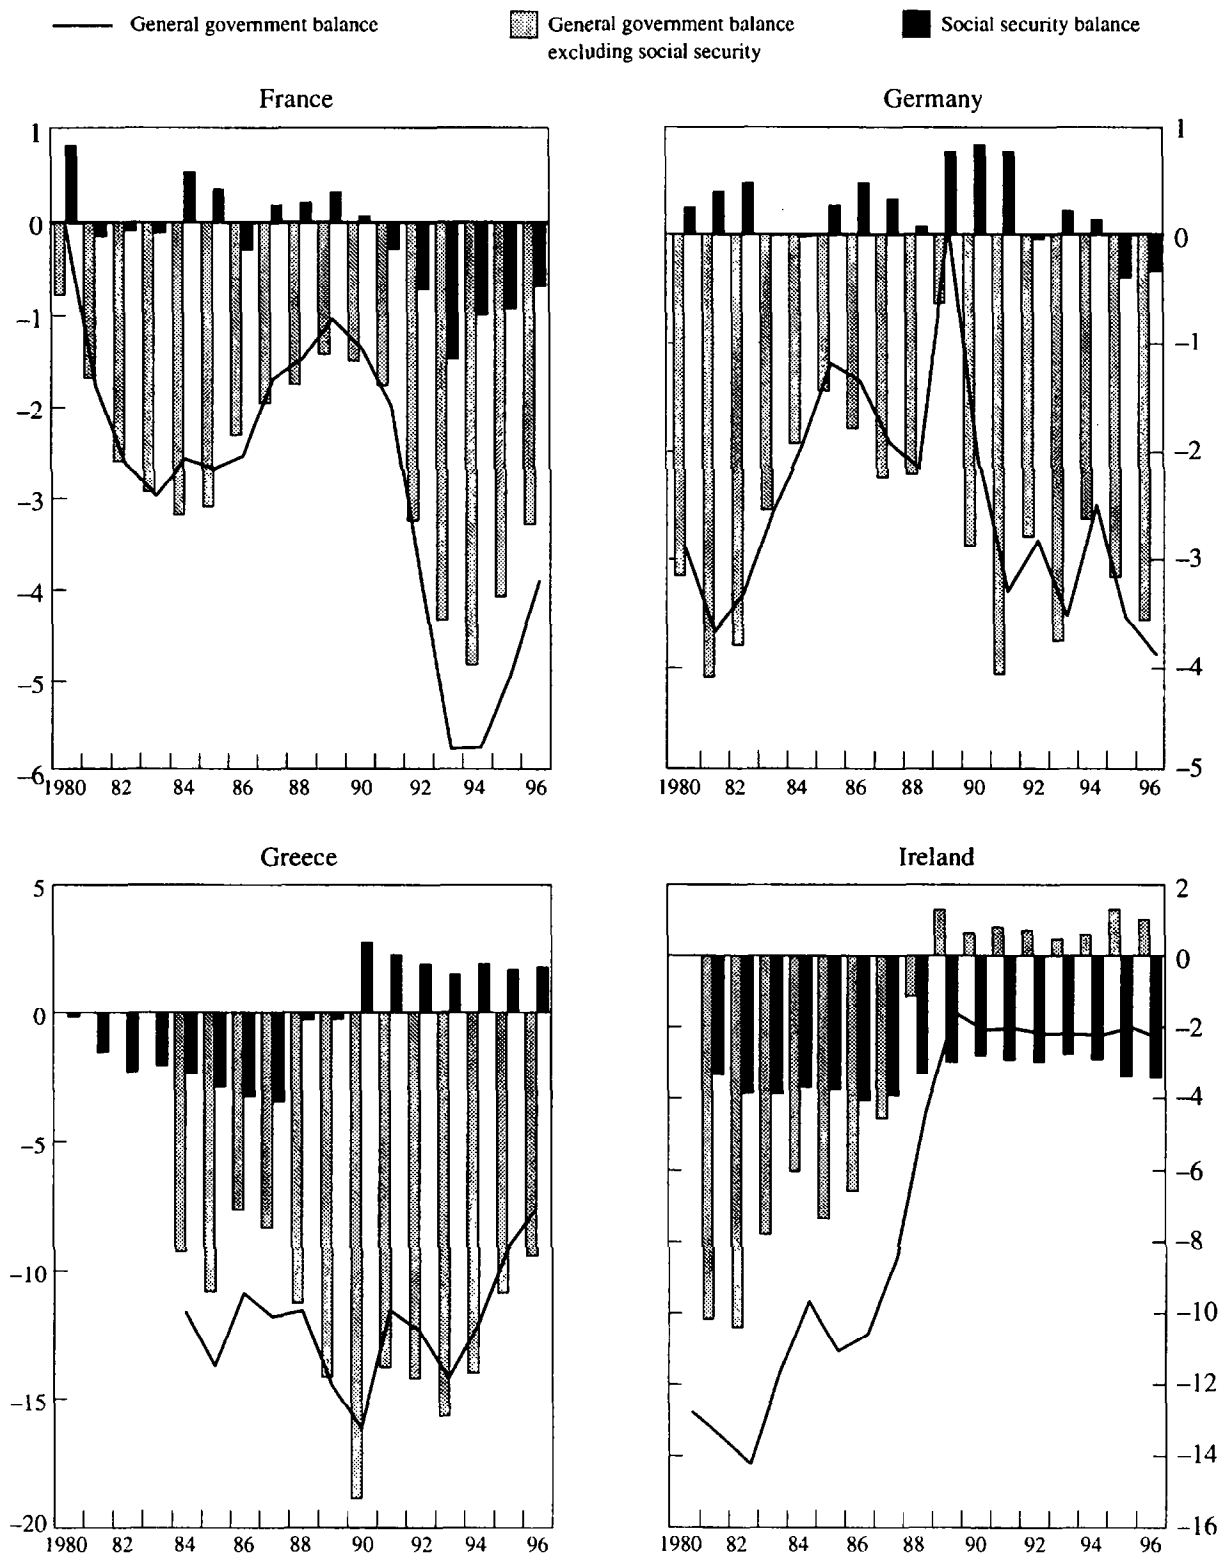 General government balance
General government balance
excluding social security
Social security balance
France
1
0
–1
–2
–3
–4
–5
–6
1980 82 84 86 88 90 92 94 96
Germany
1
0
–1
–2
–3
–4
–5
1980 82 84 86 88 90 92 94 96
Greece
5
0
–5
–10
–15
–20
1980 82 84 86 88 90 92 94 96
Ireland
2
0
–2
–4
–6
–8
–10
–12
–14
–16
1980 82 84 86 88 90 92 94 96